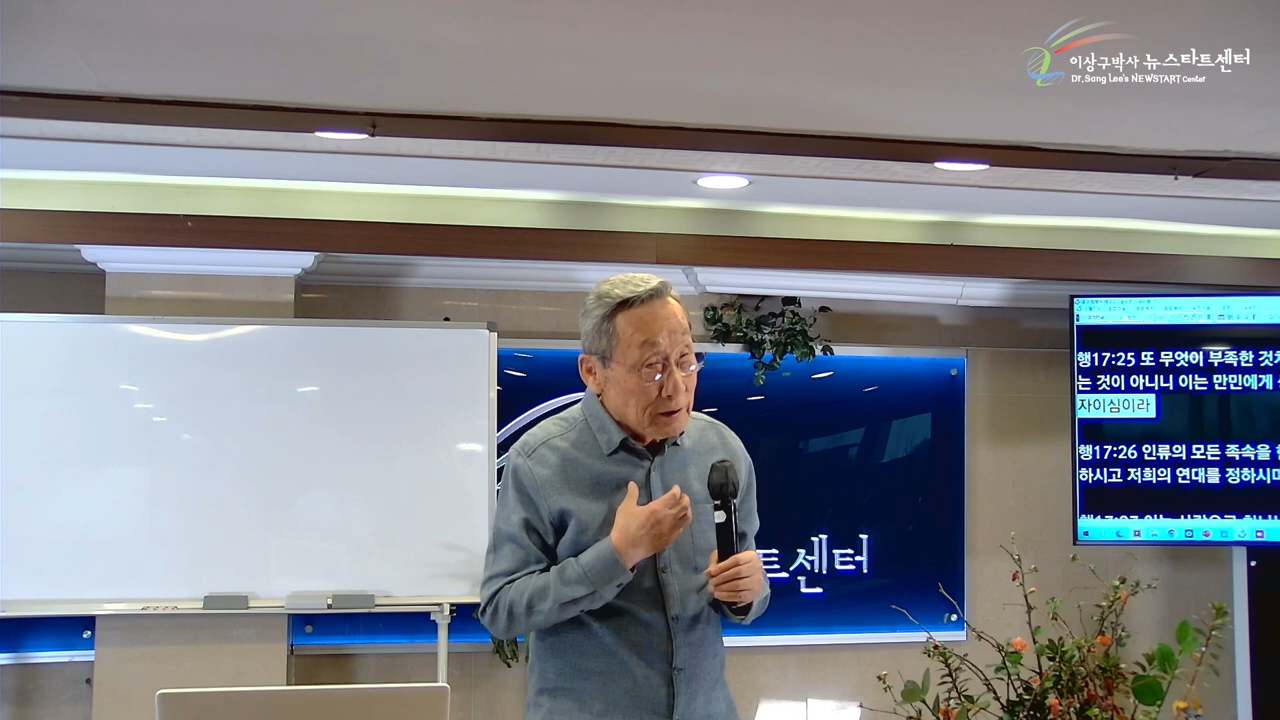 이상구박사 뉴스타트센터
Dr. Sang Lee's NEWSTART Center
행17:25 또 무엇이 부족한 것
는 것이 아니니 이는 만민에게
자이심이라
행17:26 인류의 모든 족속을
하시고 저희의 연대를 정하시며
트센터